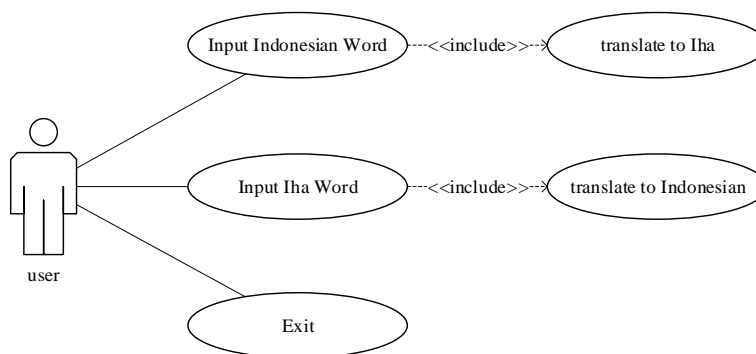 Input Indonesian Word
<<include>>
translate to Iha
Input Iha Word
<<include>>
translate to Indonesian
user
Exit